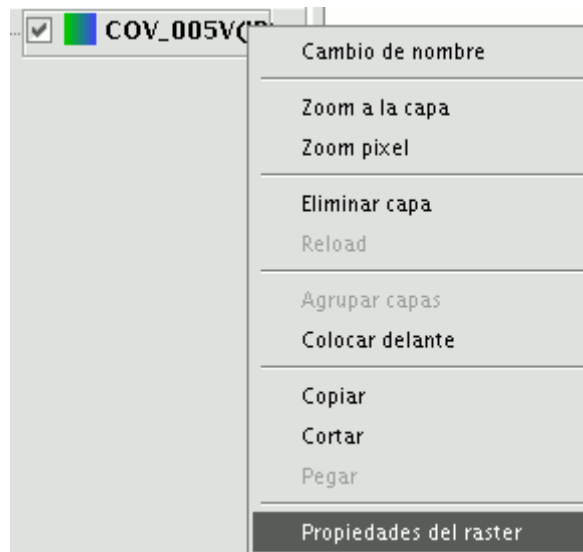 COV_005V(
Cambio de nombre
Zoom a la capa
Zoom pixel
Eliminar capa
Reload
Agrupar capas
Colocar delante
Copiar
Cortar
Pegar
Propiedades del raster